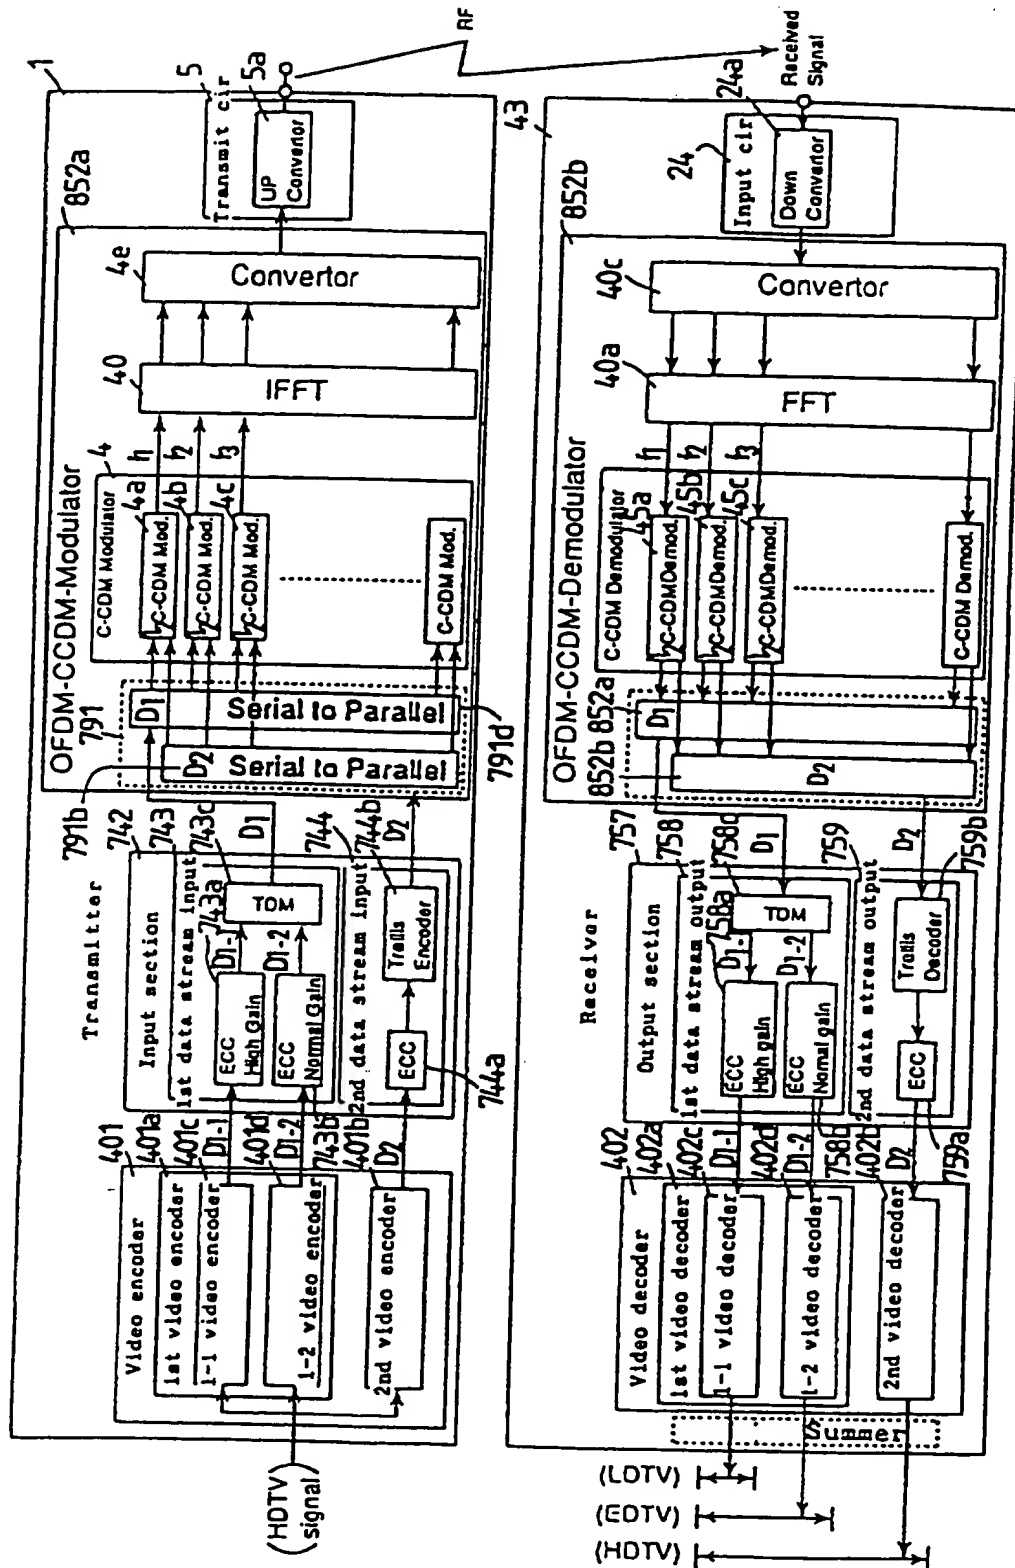 Transmitter
1
(HDTV
signal)
Video encoder
401
1st video encoder
401a
1-1 video encoder
401c
D1-1
1-2 video encoder
401d
D1-2
743b
2nd video encoder
401b
D2
Input section
742
1st data stream input
743
743a
743c
ECC
High Gain
D1-1
ECC
Normal Gain
D1-2
TDM
D1
2nd data stream input
744
ECC
744a
Trellis
Encoder
744b
D2
OFDM-CCDM-Modulator
852a
791
791b
D1
Serial to Parallel
D2
Serial to Parallel
791d
C-CDM Modulator
4
4a
C-CDM Mod.
4b
C-CDM Mod.
4c
C-CDM Mod.
C-CDM Mod.
40
IFFT
4e
Convertor
Transmit cir
5
5a
UP
Convertor
RF
Receiver
43
Received
Signal
Input cir
24
24a
Down
Convertor
OFDM-CCDM-Demodulator
852b
40c
Convertor
40a
FFT
C-CDM Demodulator
45a
C-CDM Demod.
45b
C-CDM Demod.
45c
C-CDM Demod.
C-CDM Demod.
852a
D1
852b
D2
Output section
757
1st data stream output
758
758a
758c
TDM
D1
D1-1
ECC
High gain
D1-2
ECC
Normal gain
758b
2nd data stream output
759
Trellis
Decoder
759b
D2
ECC
759a
Video decoder
402
1st video decoder
402a
1-1 video decoder
402c
D1-1
1-2 video decoder
402d
D1-2
2nd video decoder
402b
D2
Summer
(LDTV)
(EDTV)
(HDTV)